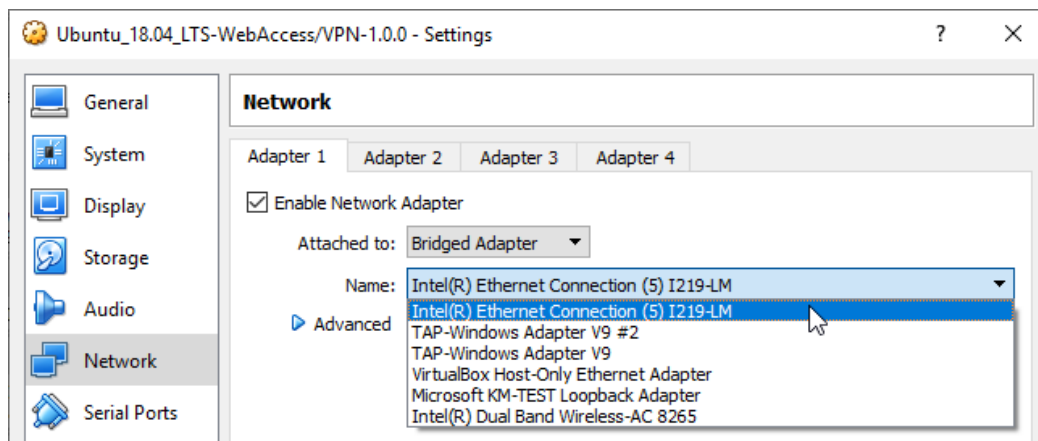 Ubuntu_18.04_LTS-WebAccess/VPN-1.0.0 - Settings ?
General
System
Display
Storage
Audio
Network
Serial Ports
Network
Adapter 1 Adapter 2 Adapter 3 Adapter 4
Enable Network Adapter
Attached to: Bridged Adapter
Name: Intel(R) Ethernet Connection (5) I219-LM
Advanced
Intel(R) Ethernet Connection (5) I219-LM
TAP-Windows Adapter V9 #2
TAP-Windows Adapter V9
VirtualBox Host-Only Ethernet Adapter
Microsoft KM-TEST Loopback Adapter
Intel(R) Dual Band Wireless-AC 8265